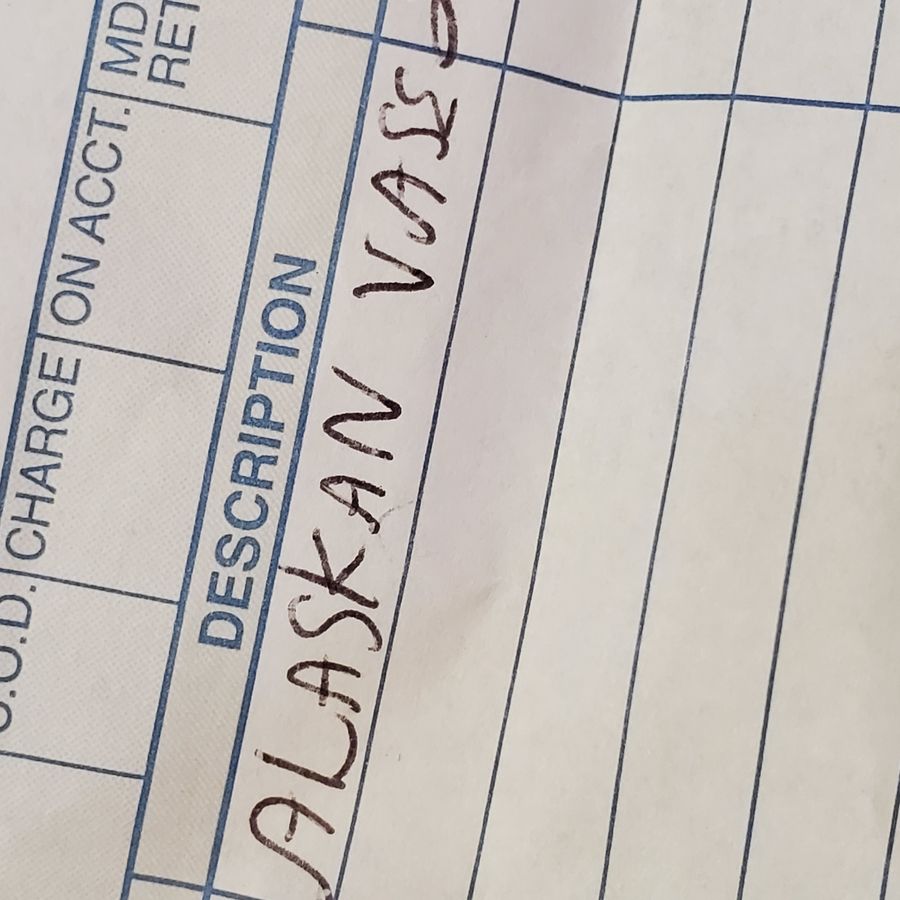 C.O.D. CHARGE ON ACCT. MD
RET
DESCRIPTION
ALASKAN